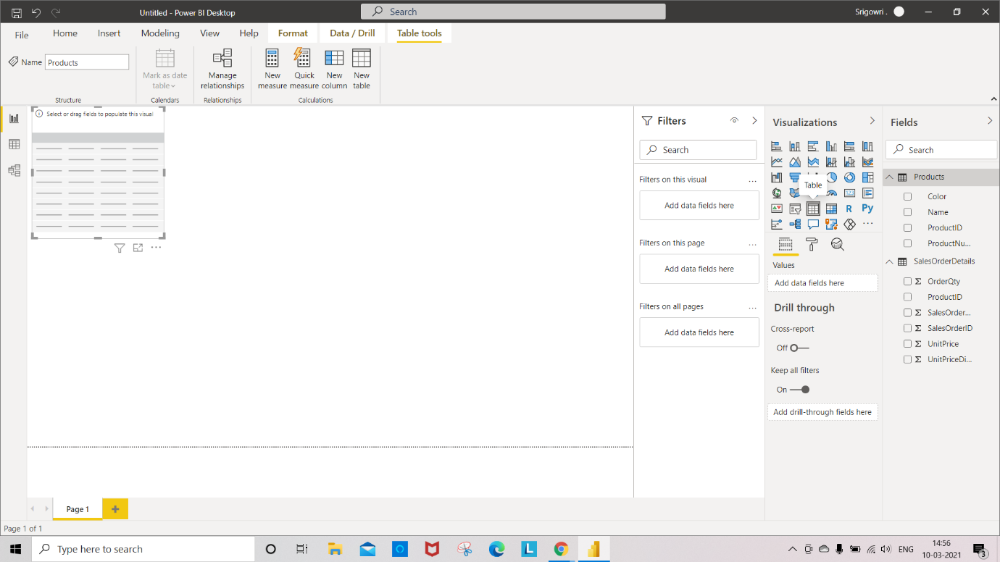 Untitled - Power BI Desktop
Search
Srigowri .
File
Home
Insert
Modeling
View
Help
Format
Data / Drill
Table tools
Name
Products
Mark as date
table
New
measure
Quick
measure
New
column
New
table
Manage
relationships
Structure
Calendars
Relationships
Calculations
Select or drag fields to populate this visual
Filters
Search
Filters on this visual
...
Add data fields here
Filters on this page
...
Add data fields here
Filters on all pages
...
Add data fields here
Visualizations
Table
123
R
Py
...
Values
Add data fields here
Drill through
Cross-report
Off
Keep all filters
On
Add drill-through fields here
Fields
Search
Products
Color
Name
ProductID
ProductNu...
SalesOrderDetails
Σ OrderQty
ProductID
Σ SalesOrder...
Σ SalesOrderID
Σ UnitPrice
Σ UnitPriceDi...
Page 1
+
Page 1 of 1
Type here to search
L
ENG
14:56
10-03-2021
3